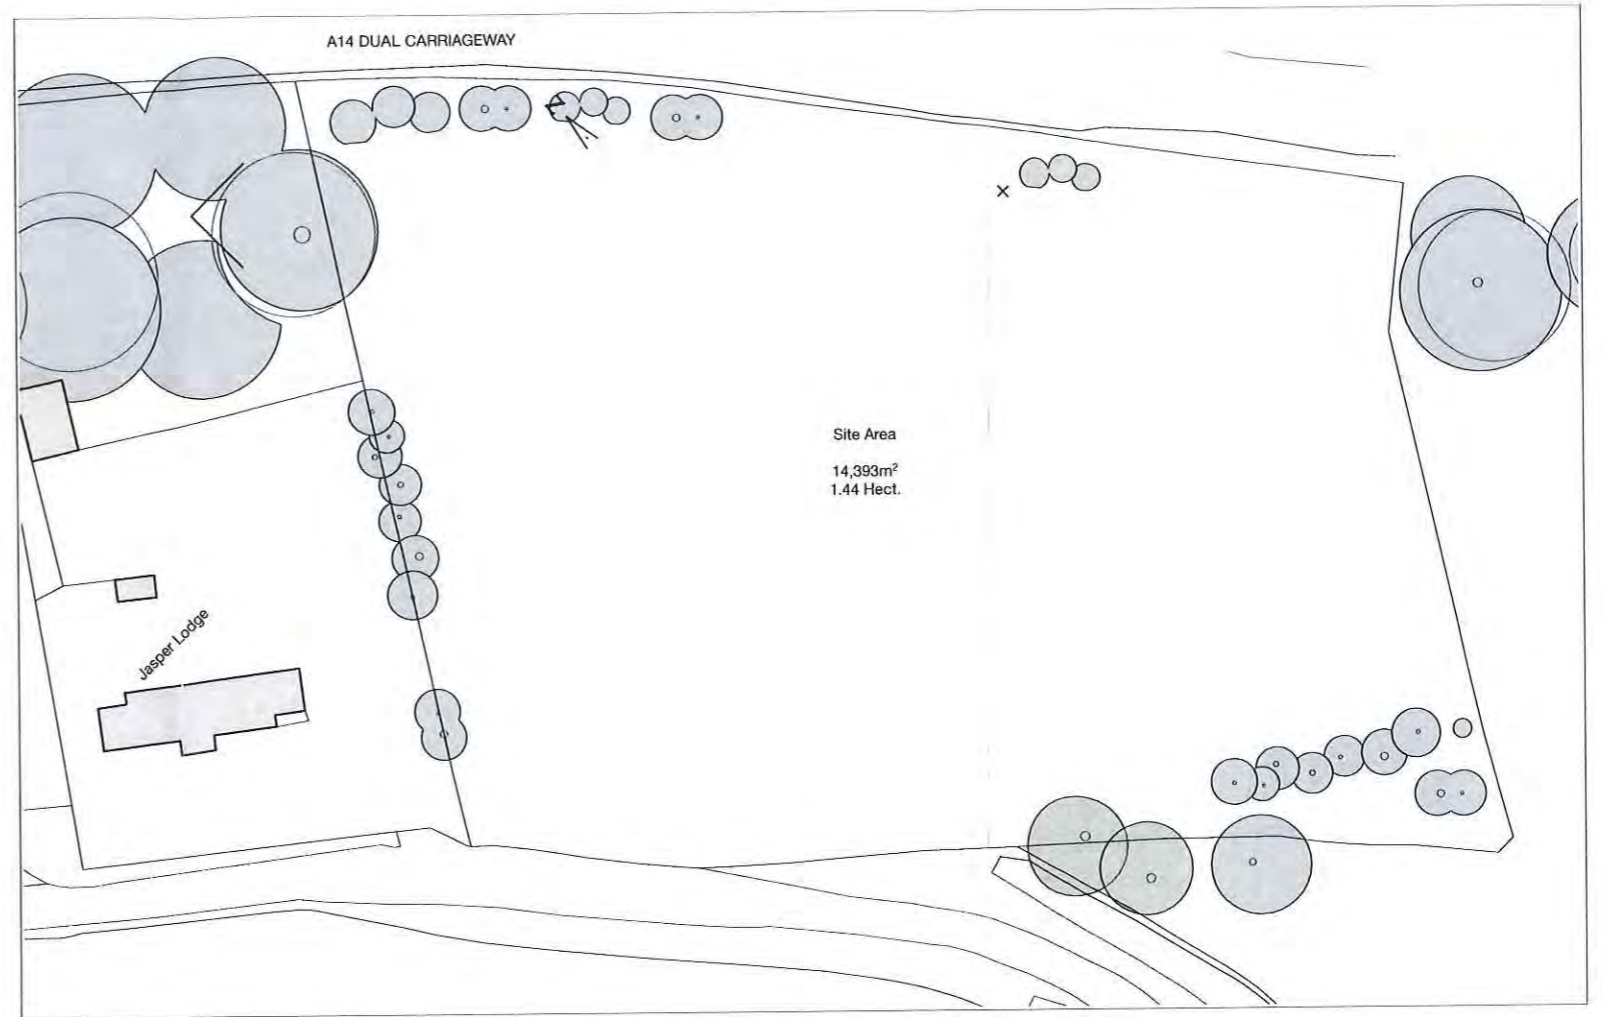 A14 DUAL CARRIAGEWAY
Site Area
14,393m²
1.44 Hect.
Jasper Lodge